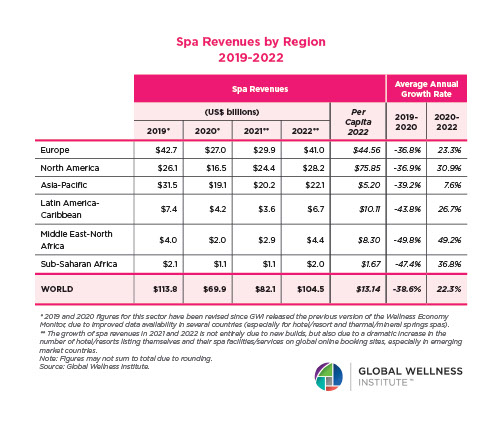 Spa Revenues by Region
2019-2022
Spa Revenues
Average Annual
Growth Rate
(US$ billions)
Per
Capita
2022
2019-
2020
2020-
2022
2019* 2020* 2021** 2022**
Europe $42.7 $27.0 $29.9 $41.0 $44.56 -36.8% 23.3%
North America $26.1 $16.5 $24.4 $28.2 $75.85 -36.9% 30.9%
Asia-Pacific $31.5 $19.1 $20.2 $22.1 $5.20 -39.2% 7.6%
Latin America-
Caribbean $7.4 $4.2 $3.6 $6.7 $10.11 -43.8% 26.7%
Middle East-North
Africa $4.0 $2.0 $2.9 $4.4 $8.30 -49.8% 49.2%
Sub-Saharan Africa $2.1 $1.1 $1.1 $2.0 $1.67 -47.4% 36.8%
WORLD $113.8 $69.9 $82.1 $104.5 $13.14 -38.6% 22.3%
* 2019 and 2020 figures for this sector have been revised since GWI released the previous version of the Wellness Economy
Monitor, due to improved data availability in several countries (especially for hotel/resort and thermal/mineral springs spas).
** The growth of spa revenues in 2021 and 2022 is not entirely due to new builds, but also due to a dramatic increase in the
number of hotel/resorts listing themselves and their spa facilities/services on global online booking sites, especially in emerging
market countries.
Note: Figures may not sum to total due to rounding.
Source: Global Wellness Institute.
GLOBAL WELLNESS
INSTITUTE™